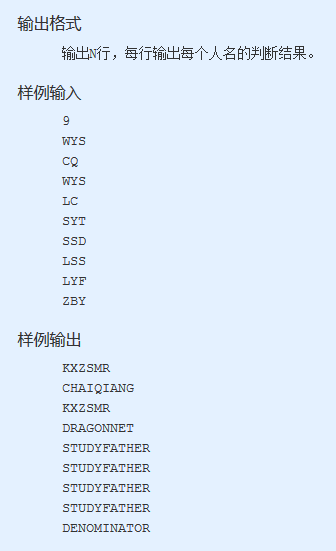 输出格式
输出N行，每行输出每个人名的判断结果。
样例输入
9
WYS
CQ
WYS
LC
SYT
SSD
LSS
LYF
ZBY
样例输出
KXZSMR
CHAIQIANG
KXZSMR
DRAGONNET
STUDYFATHER
STUDYFATHER
STUDYFATHER
STUDYFATHER
DENOMINATOR